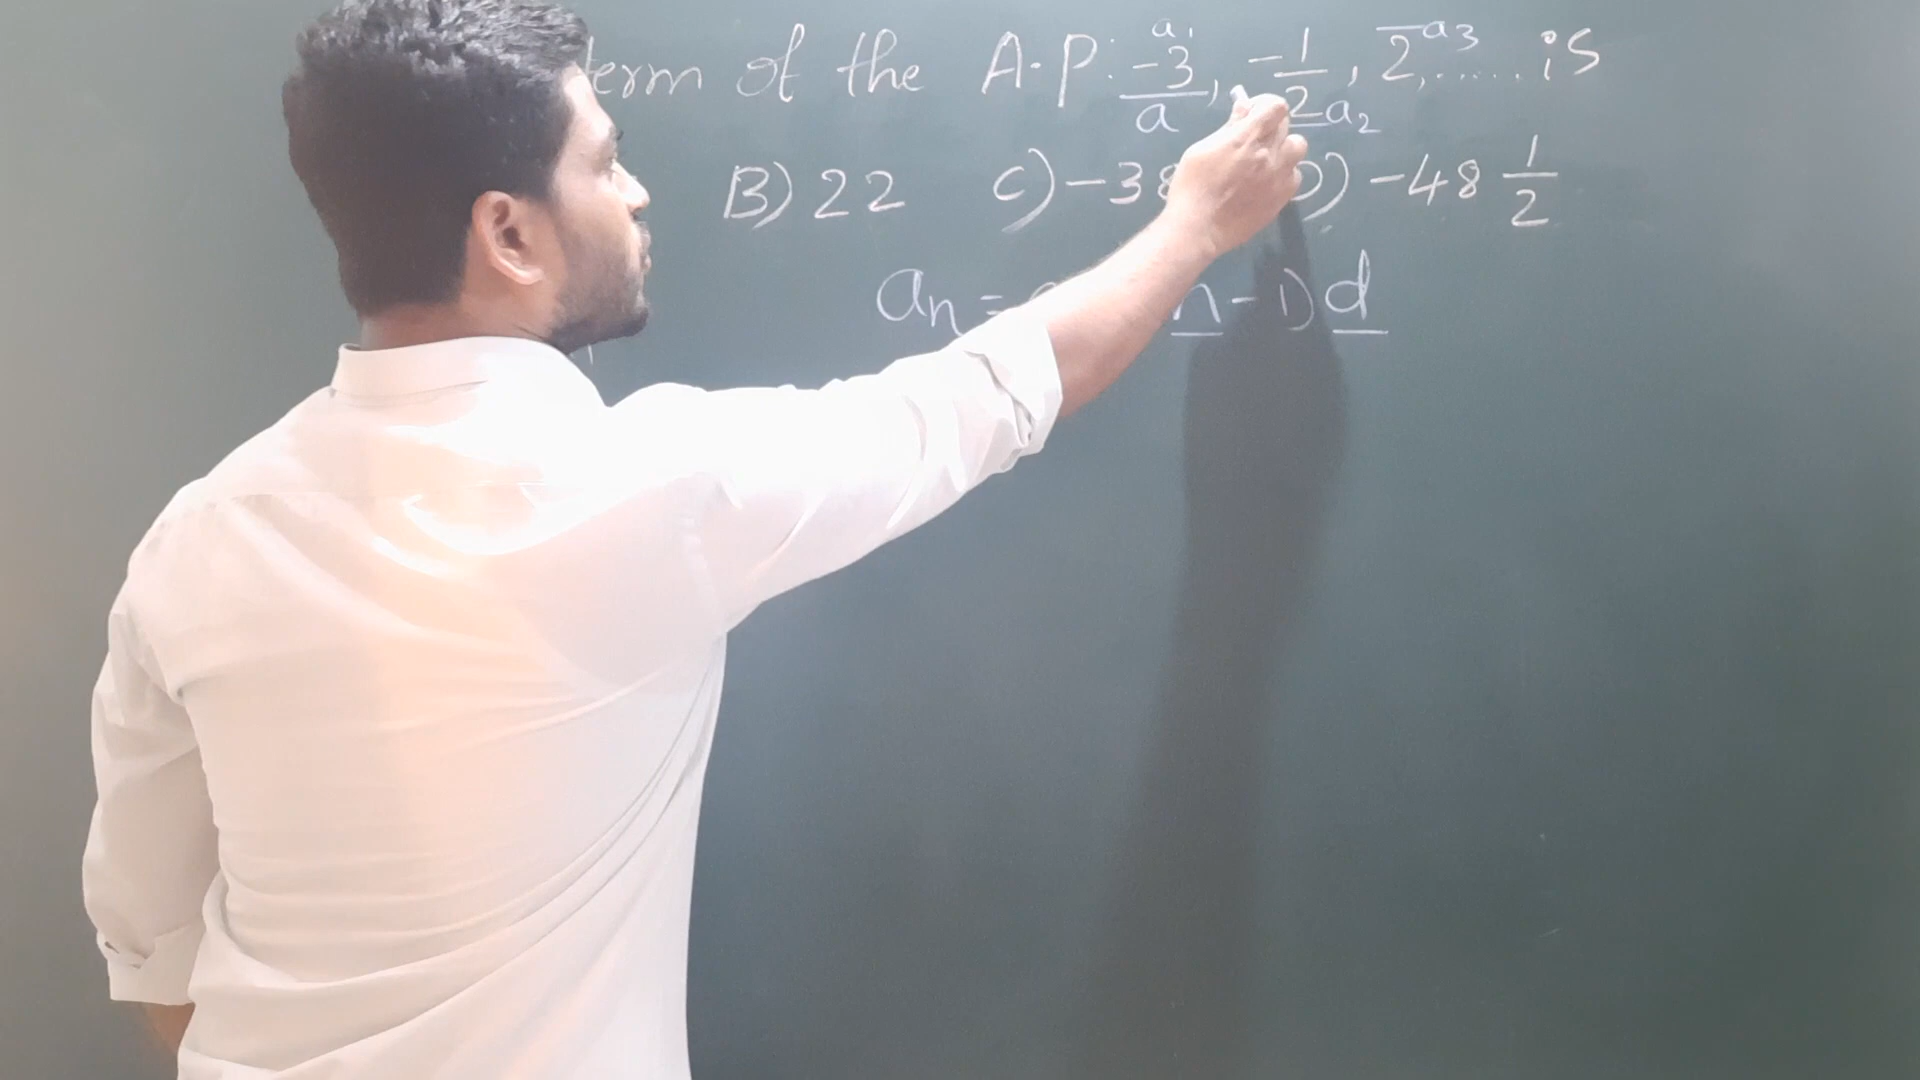 term of the A.P: -3, -1/2, 2, ...... is
a a₁ a₂ a3
B) 22 C) -38 D) -48 1/2
an = n - 1) d